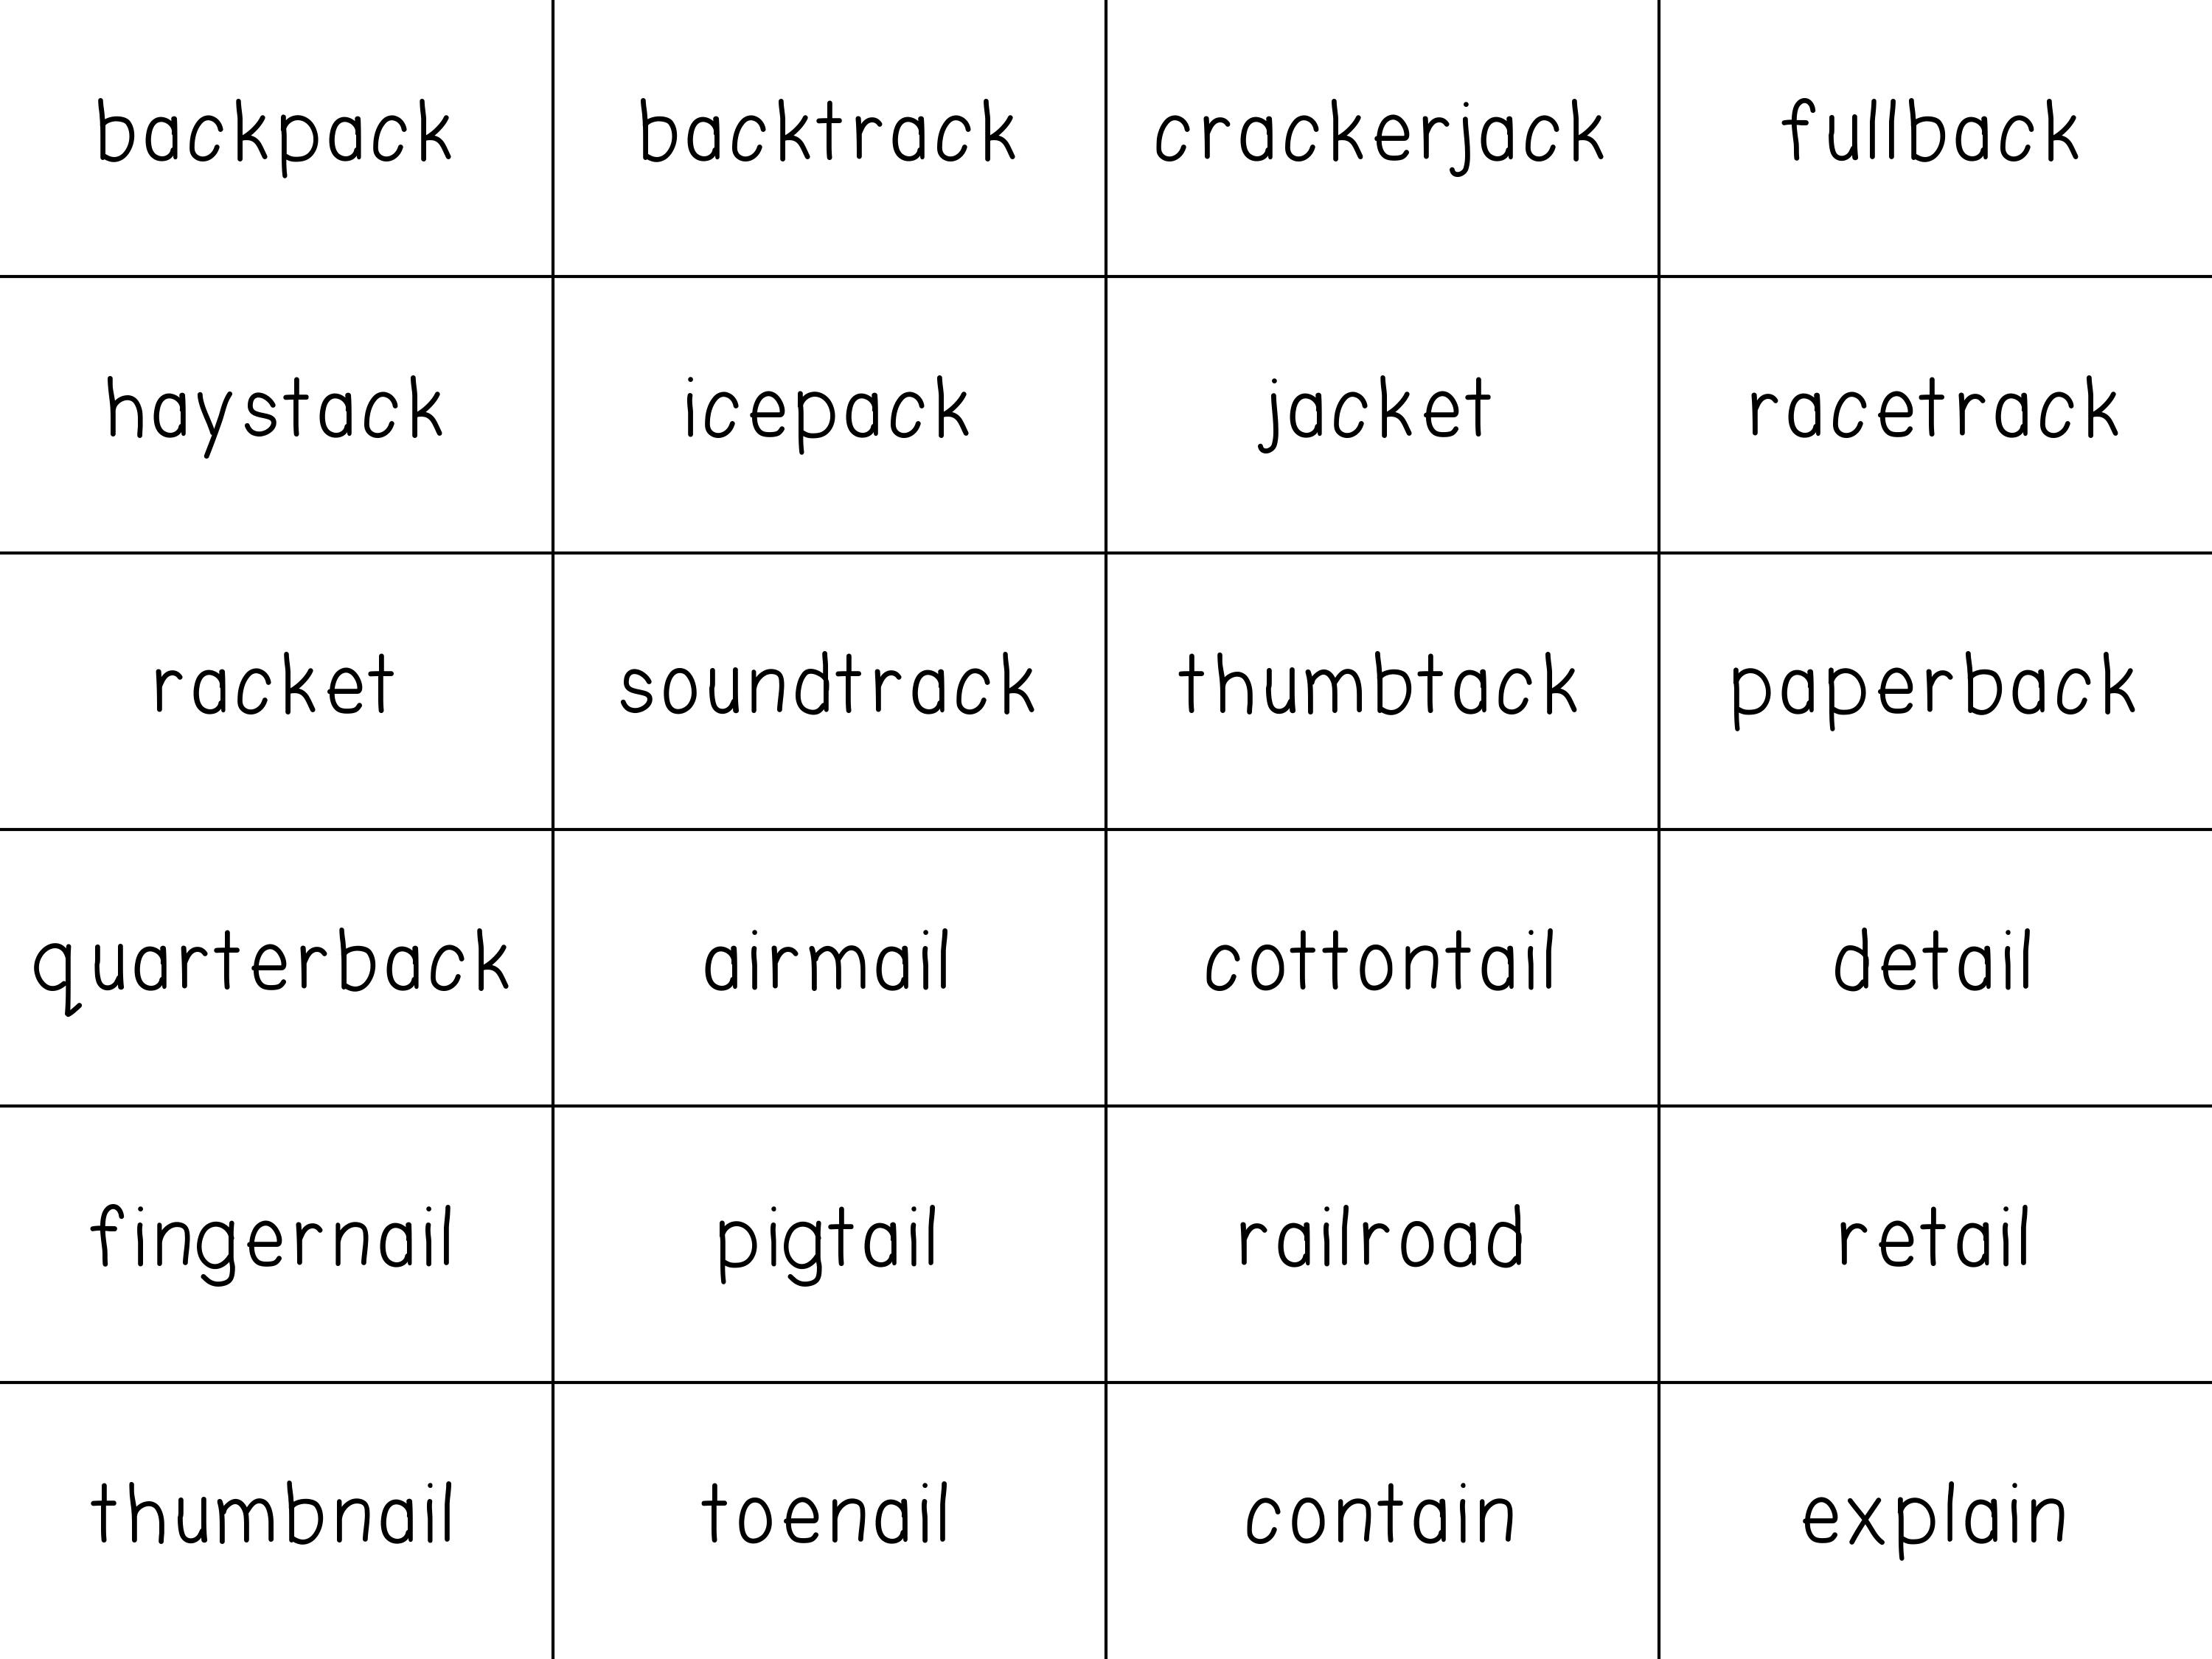 backpack backtrack crackerjack fullback
haystack icepack jacket racetrack
racket soundtrack thumbtack paperback
quarterback airmail cottontail detail
fingernail pigtail railroad retail
thumbnail toenail contain explain